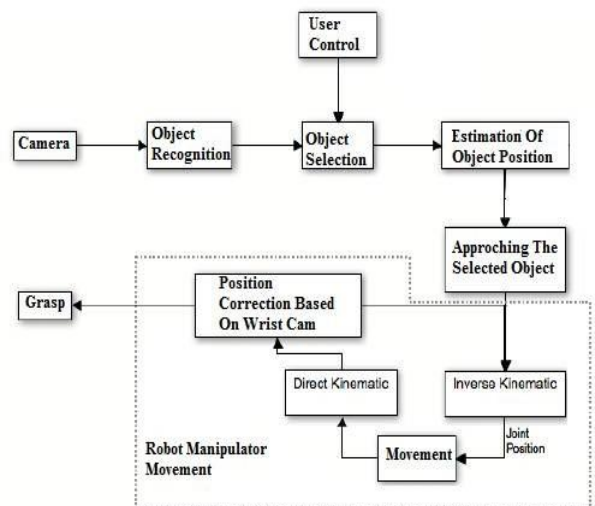 User
Control
Camera
Object
Recognition
Object
Selection
Estimation Of
Object Position
Approching The
Selected Object
Position
Correction Based
On Wrist Cam
Grasp
Direct Kinematic
Inverse Kinematic
Joint
Position
Movement
Robot Manipulator
Movement